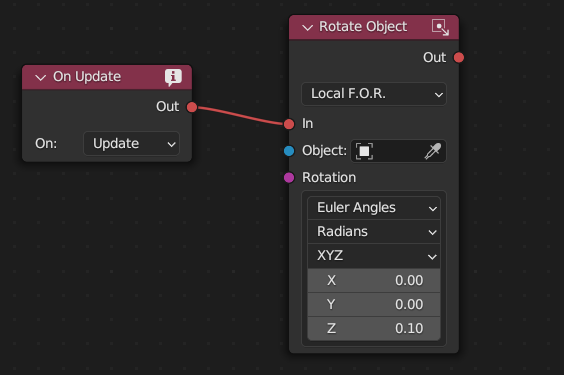 On Update
Out
On: Update
Rotate Object
Out
Local F.O.R.
In
Object:
Rotation
Euler Angles
Radians
XYZ
X 0.00
Y 0.00
Z 0.10